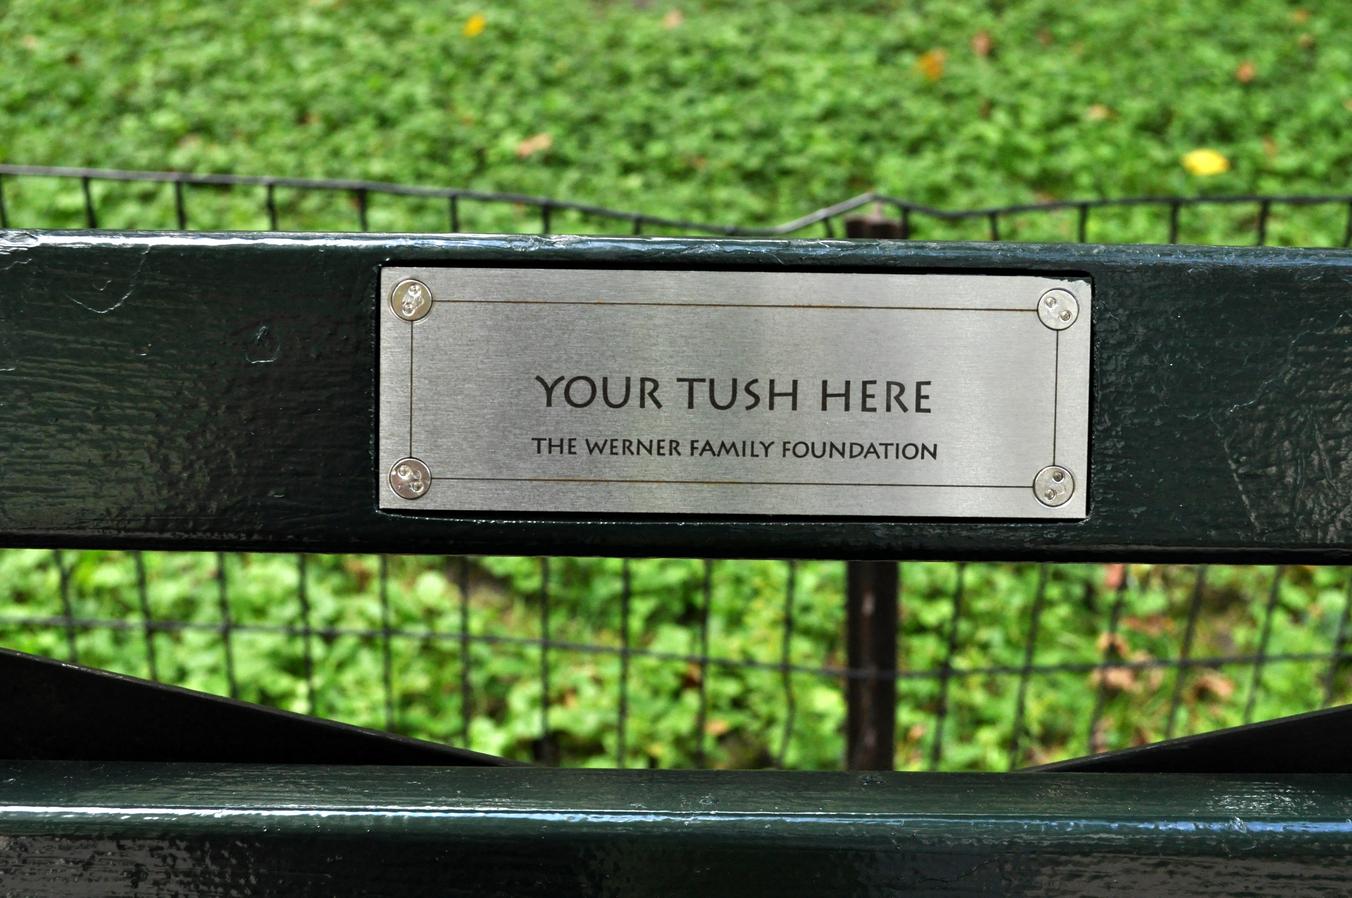 YOUR TUSH HERE
THE WERNER FAMILY FOUNDATION